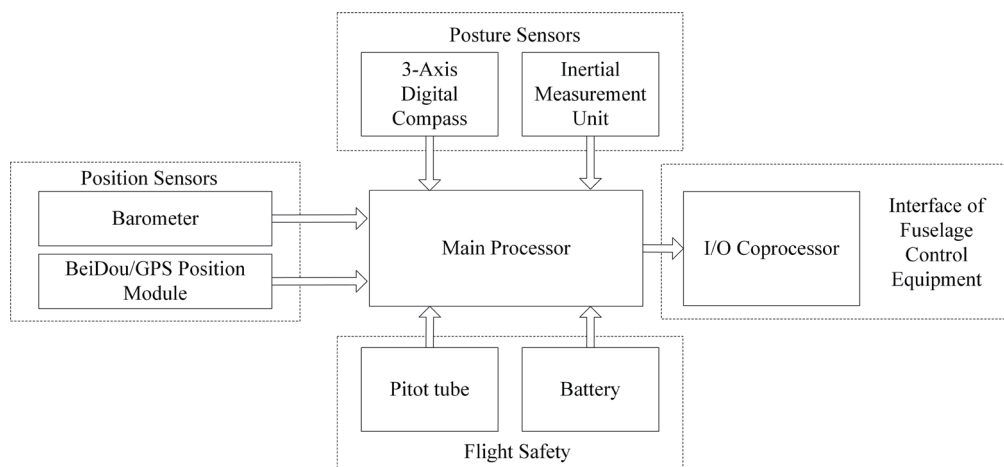 Posture Sensors
3-Axis
Digital
Compass
Inertial
Measurement
Unit
Position Sensors
Barometer
BeiDou/GPS Position
Module
Main Processor
I/O Coprocessor
Interface of
Fuselage
Control
Equipment
Pitot tube
Battery
Flight Safety